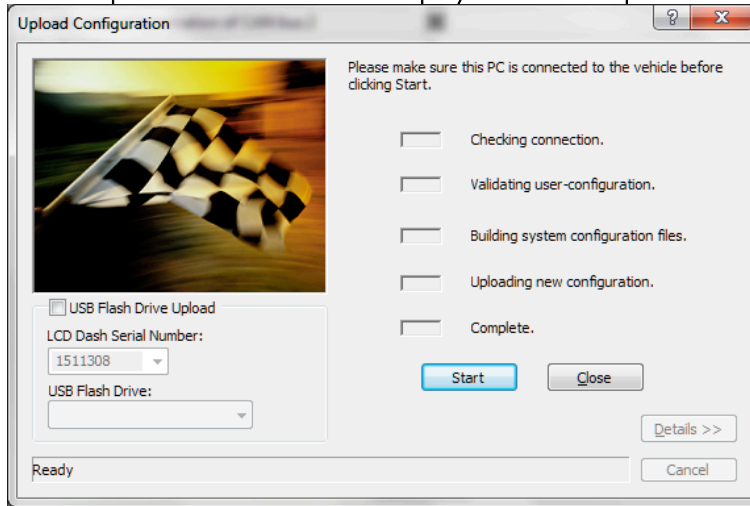 Upload Configuration
Please make sure this PC is connected to the vehicle before
clicking Start.
Checking connection.
Validating user-configuration.
Building system configuration files.
Uploading new configuration.
Complete.
USB Flash Drive Upload
LCD Dash Serial Number:
1511308
USB Flash Drive:
Start
Close
Details >>
Ready
Cancel